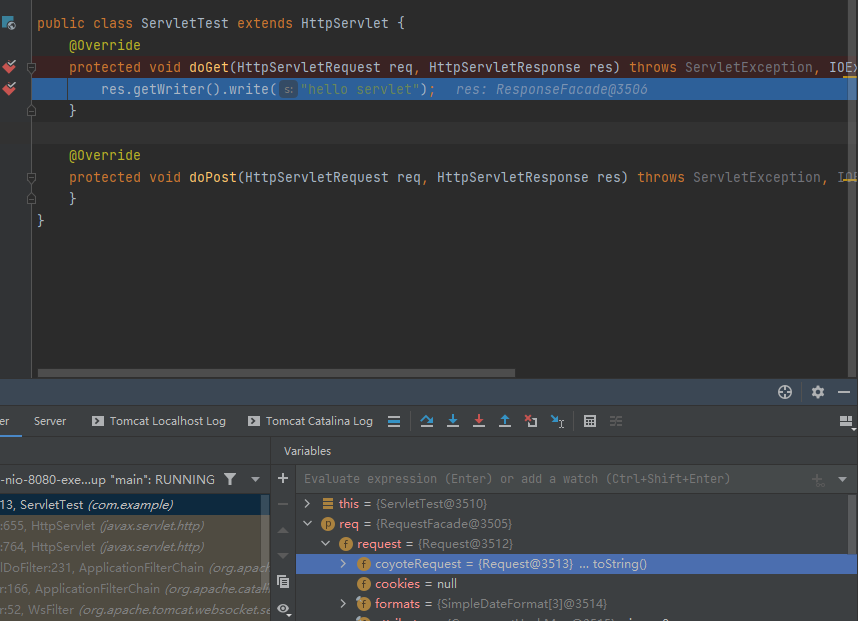 public class ServletTest extends HttpServlet {
@Override
protected void doGet(HttpServletRequest req, HttpServletResponse res) throws ServletException, IOEx
res.getWriter().write( s: "hello servlet"); res: ResponseFacade@3506
}
@Override
protected void doPost(HttpServletRequest req, HttpServletResponse res) throws ServletException, IOE
}
}
er Server Tomcat Localhost Log Tomcat Catalina Log
Variables
-nio-8080-exe...up "main": RUNNING
Evaluate expression (Enter) or add a watch (Ctrl+Shift+Enter)
13, ServletTest (com.example)
:655, HttpServlet (javax.servlet.http)
:764, HttpServlet (javax.servlet.http)
lDoFilter:231, ApplicationFilterChain (org.apach
r:166, ApplicationFilterChain (org.apache.catali
r:52, WsFilter (org.apache.tomcat.websocket.se
this = {ServletTest@3510}
req = {RequestFacade@3505}
request = {Request@3512}
coyoteRequest = {Request@3513} ... toString()
cookies = null
formats = {SimpleDateFormat[3]@3514}